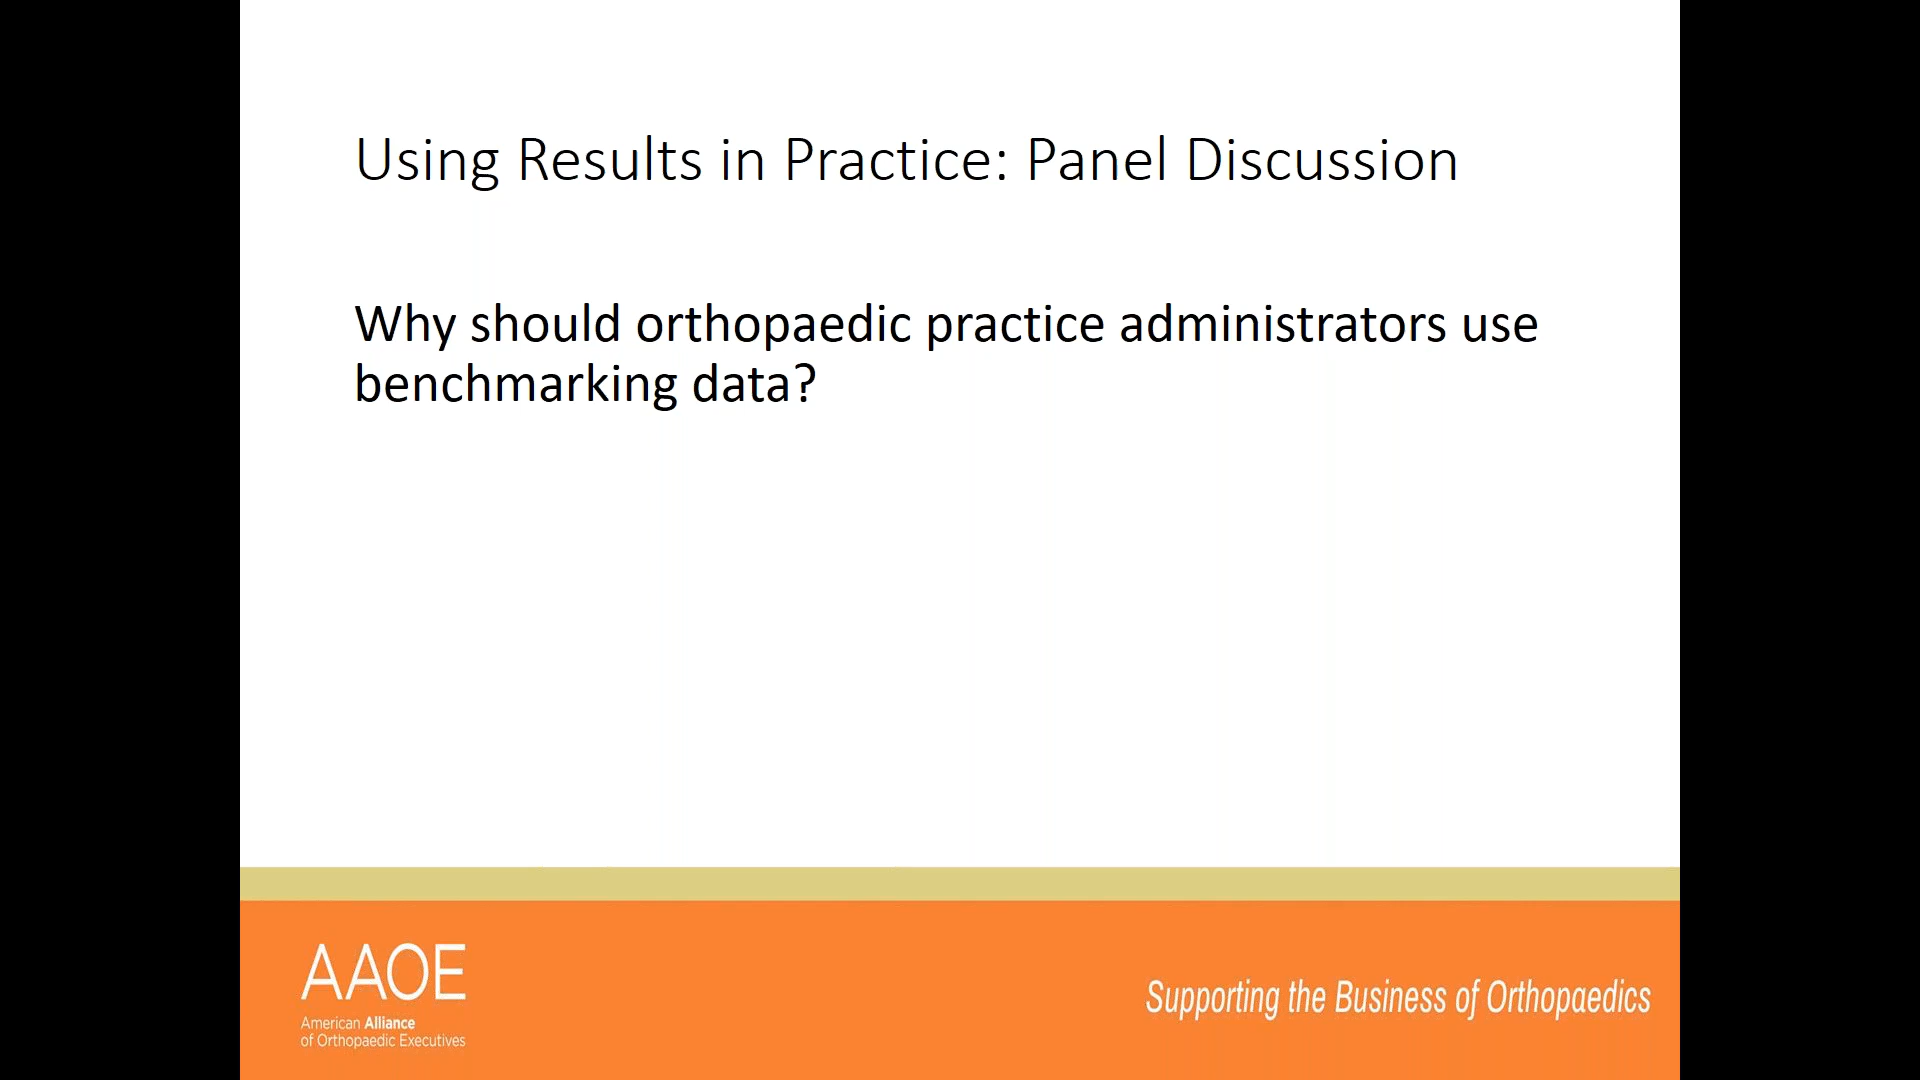 Using Results in Practice: Panel Discussion
Why should orthopaedic practice administrators use
benchmarking data?
AAOE
American Alliance
of Orthopaedic Executives
Supporting the Business of Orthopaedics